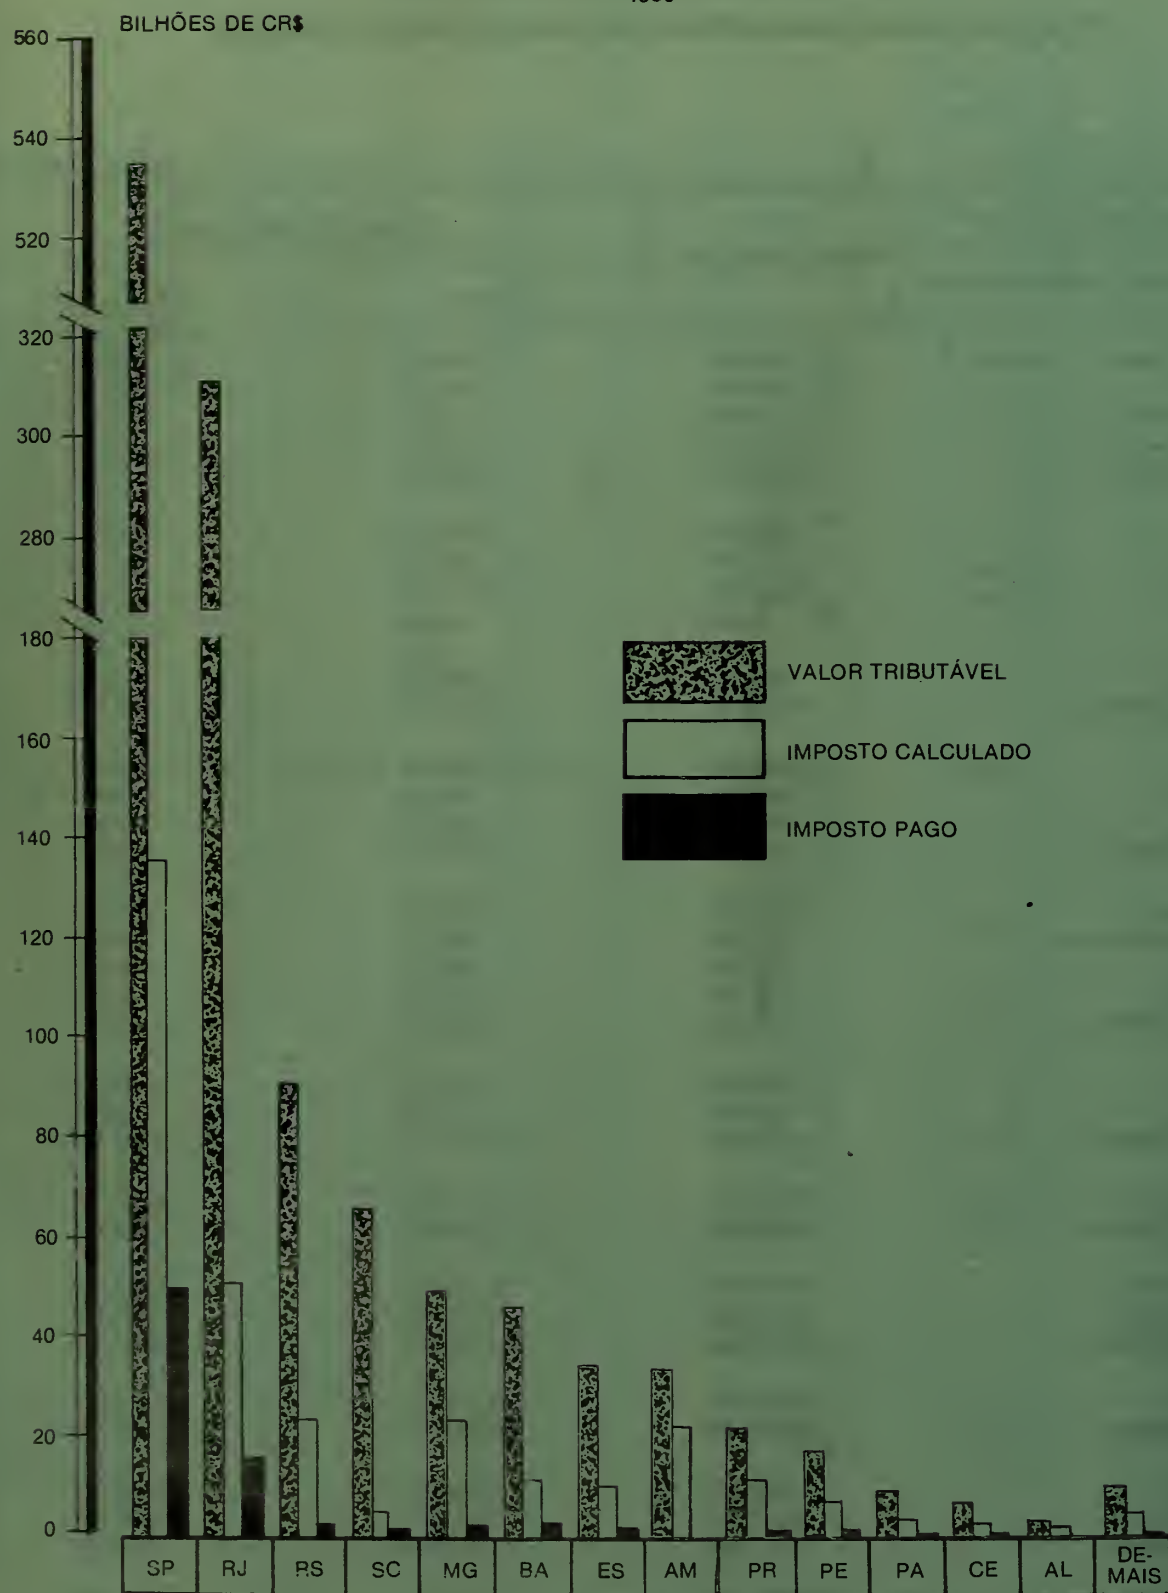 BILHÕES DE CR$
560
540
520
320
300
280
180
160
140
120
100
80
60
40
20
0
VALOR TRIBUTÁVEL
IMPOSTO CALCULADO
IMPOSTO PAGO
SP RJ RS SC MG BA ES AM PR PE PA CE AL DE-
MAIS